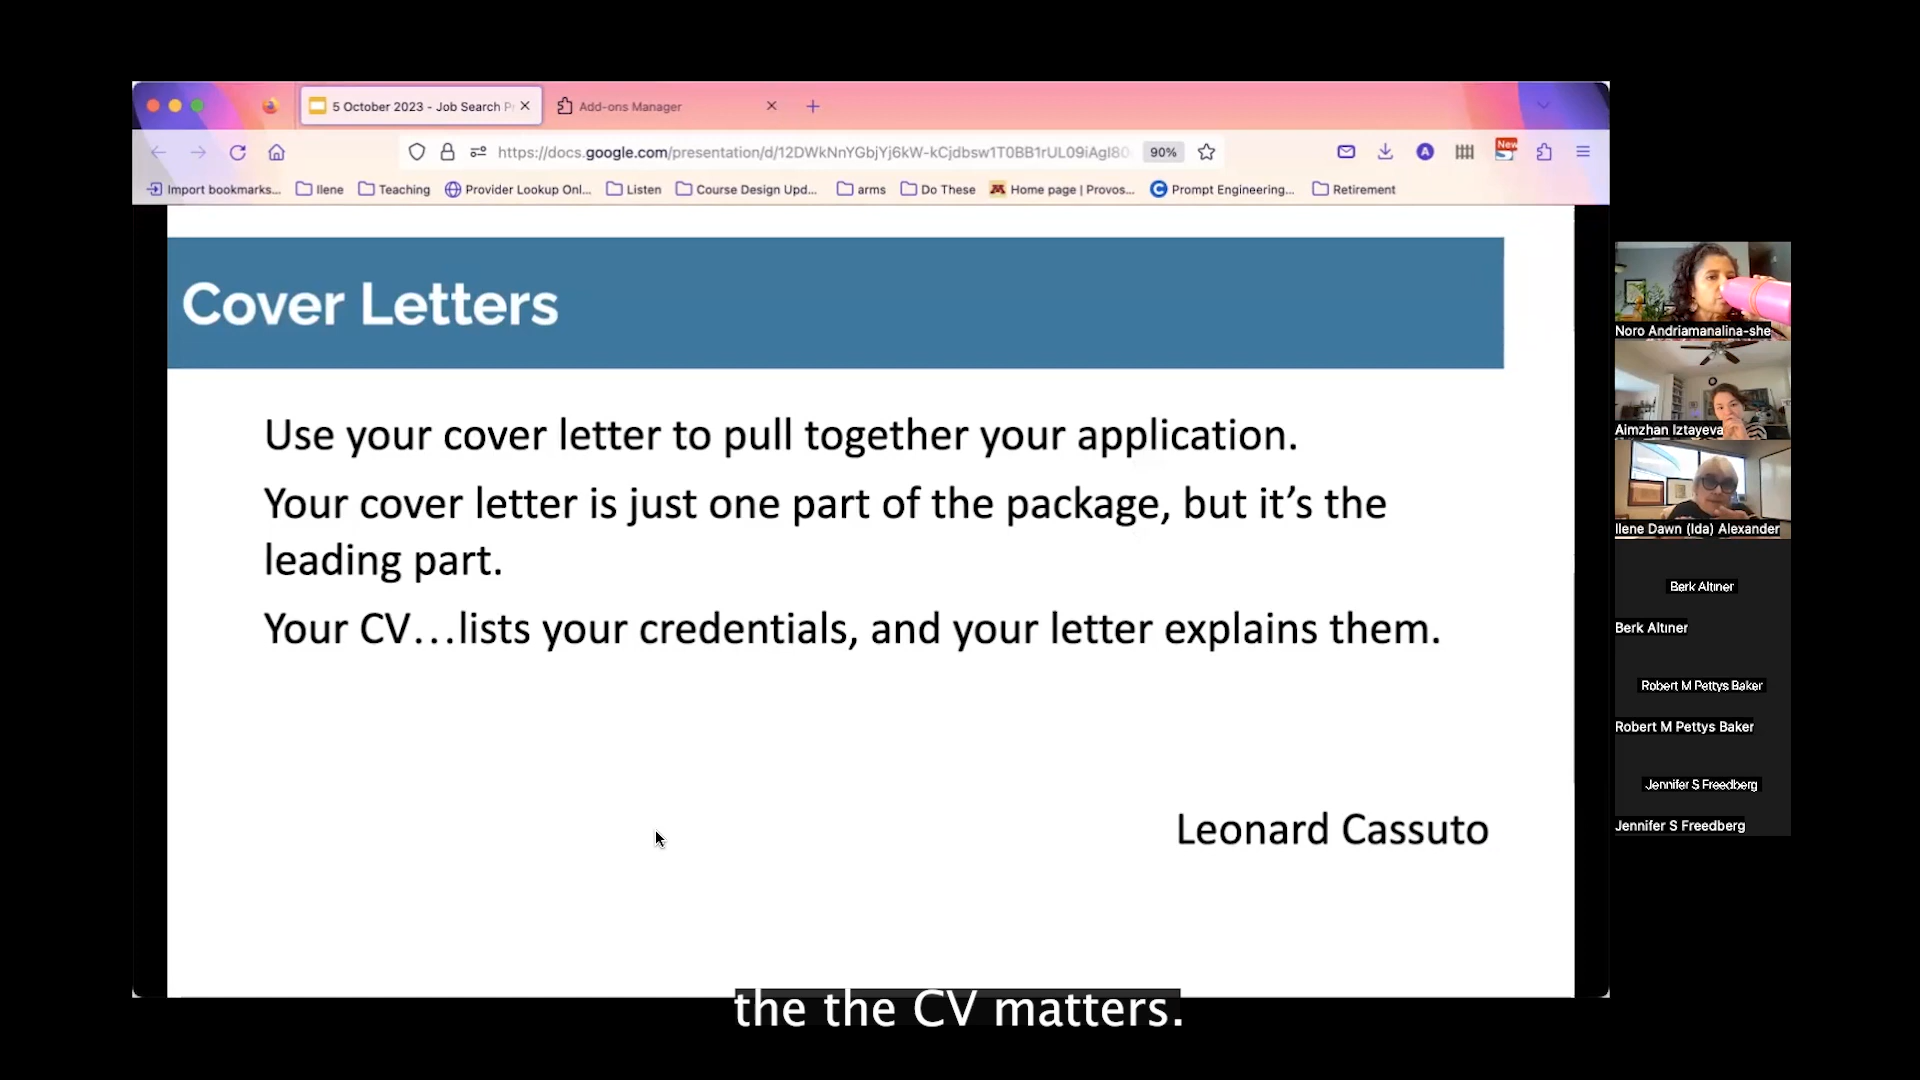 5 October 2023 - Job Search P
Add-ons Manager
https://docs.google.com/presentation/d/12DWkNnYGbjYj6kW-kCjdbsw1T0BB1rUL09iAgI80
90%
New
A
Import bookmarks...
Ilene
Teaching
Provider Lookup Onl...
Listen
Course Design Upd...
arms
Do These
Home page | Provos...
Prompt Engineering...
Retirement
Cover Letters
Use your cover letter to pull together your application.
Your cover letter is just one part of the package, but it’s the
leading part.
Your CV…lists your credentials, and your letter explains them.
Leonard Cassuto
the the CV matters.
Noro Andriamanalina-she
Aimzhan Iztayeva
Ilene Dawn (Ida) Alexander
Berk Altıner
Berk Altıner
Robert M Pettys Baker
Robert M Pettys Baker
Jennifer S Freedberg
Jennifer S Freedberg